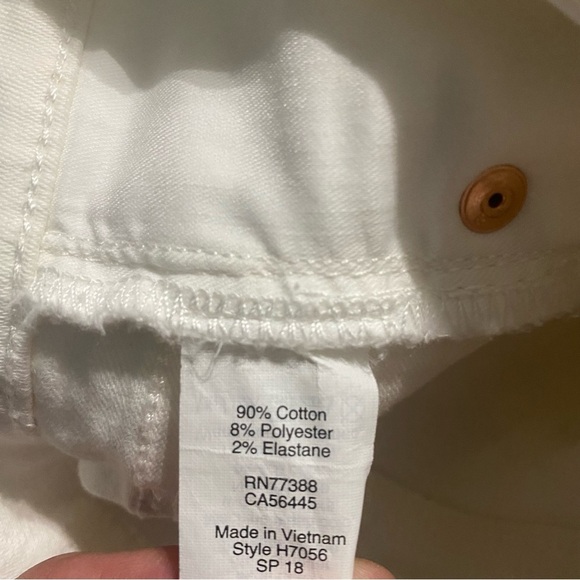 90% Cotton
8% Polyester
2% Elastane
RN77388
CA56445
Made in Vietnam
Style H7056
SP 18